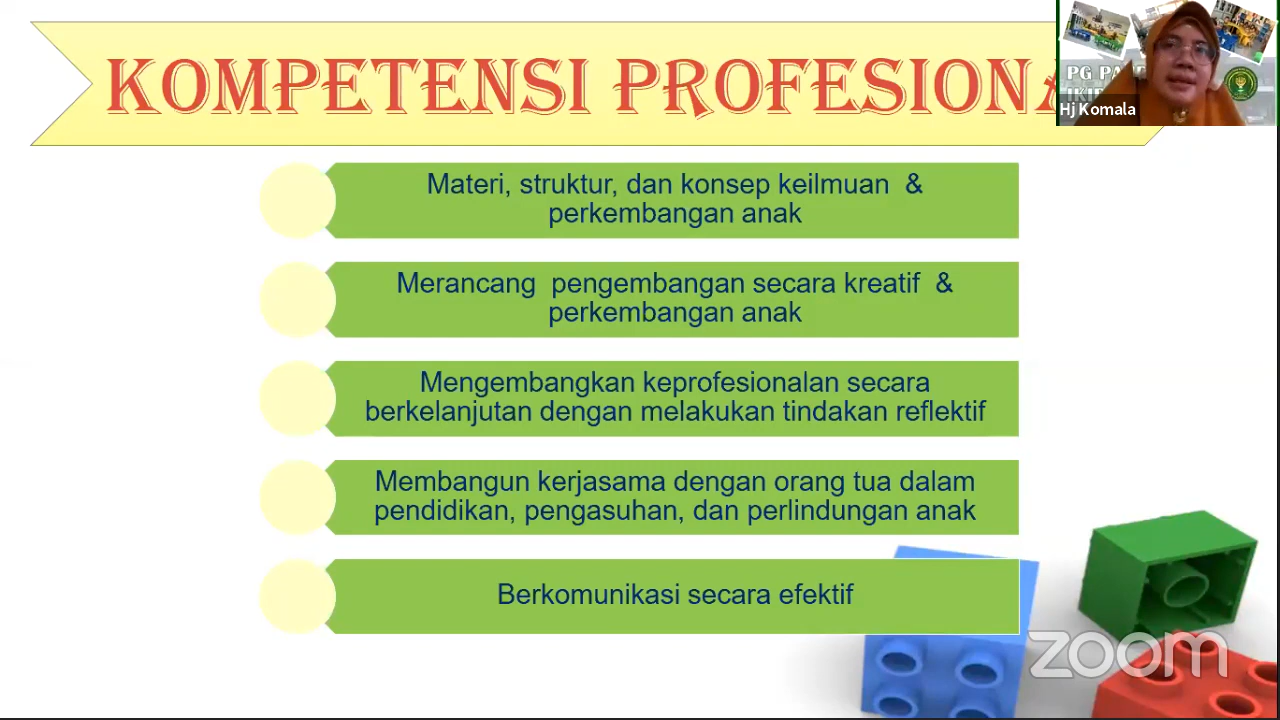 KOMPETENSI PROFESIONA
PG PA
Hj Komala
Materi, struktur, dan konsep keilmuan &
perkembangan anak
Merancang pengembangan secara kreatif &
perkembangan anak
Mengembangkan keprofesionalan secara
berkelanjutan dengan melakukan tindakan reflektif
Membangun kerjasama dengan orang tua dalam
pendidikan, pengasuhan, dan perlindungan anak
Berkomunikasi secara efektif
zoom